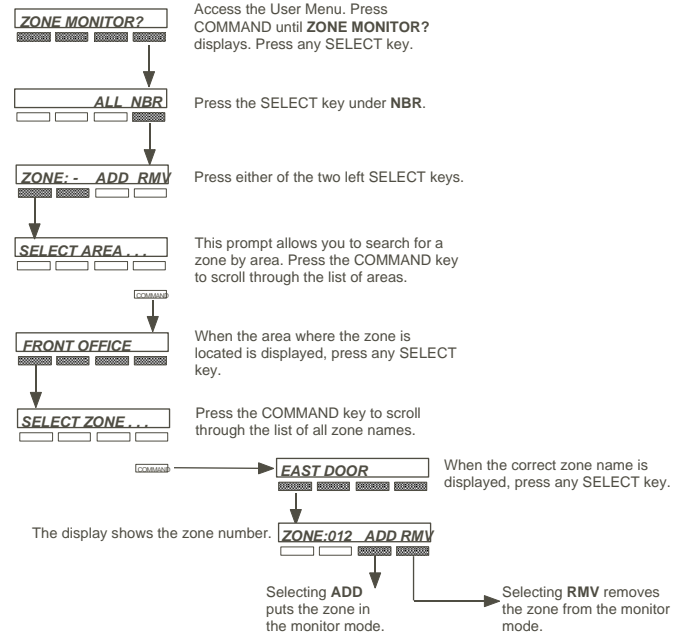 ZONE MONITOR?
Access the User Menu. Press
COMMAND until ZONE MONITOR?
displays. Press any SELECT key.
ALL NBR
Press the SELECT key under NBR.
ZONE: - ADD RMV
Press either of the two left SELECT keys.
SELECT AREA . . .
This prompt allows you to search for a
zone by area. Press the COMMAND key
to scroll through the list of areas.
COMMAND
FRONT OFFICE
When the area where the zone is
located is displayed, press any SELECT
key.
SELECT ZONE . . .
Press the COMMAND key to scroll
through the list of all zone names.
COMMAND
EAST DOOR
When the correct zone name is
displayed, press any SELECT key.
The display shows the zone number.
ZONE:012 ADD RMV
Selecting ADD
puts the zone in
the monitor mode.
Selecting RMV removes
the zone from the monitor
mode.